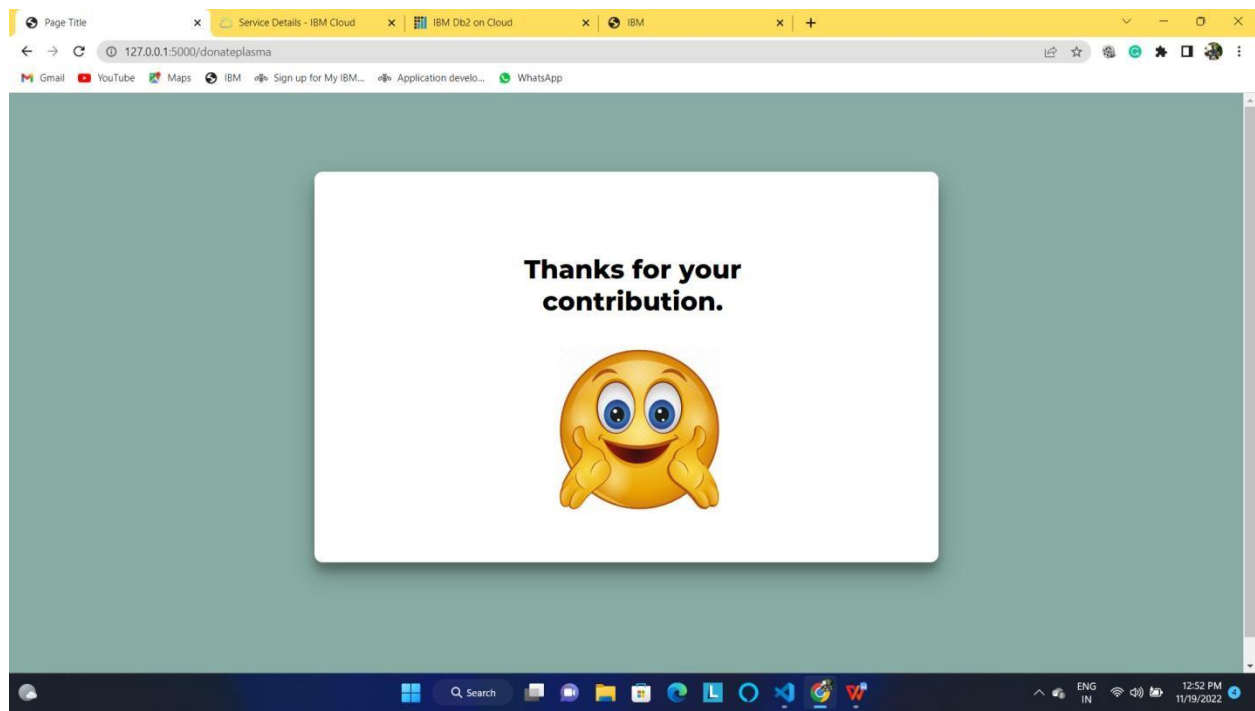 Page Title
Service Details - IBM Cloud
IBM Db2 on Cloud
IBM
127.0.0.1:5000/donateplasma
Gmail YouTube Maps IBM Sign up for My IBM... Application develo... WhatsApp
Thanks for your
contribution.
Search
ENG
IN
12:52 PM
11/19/2022
4